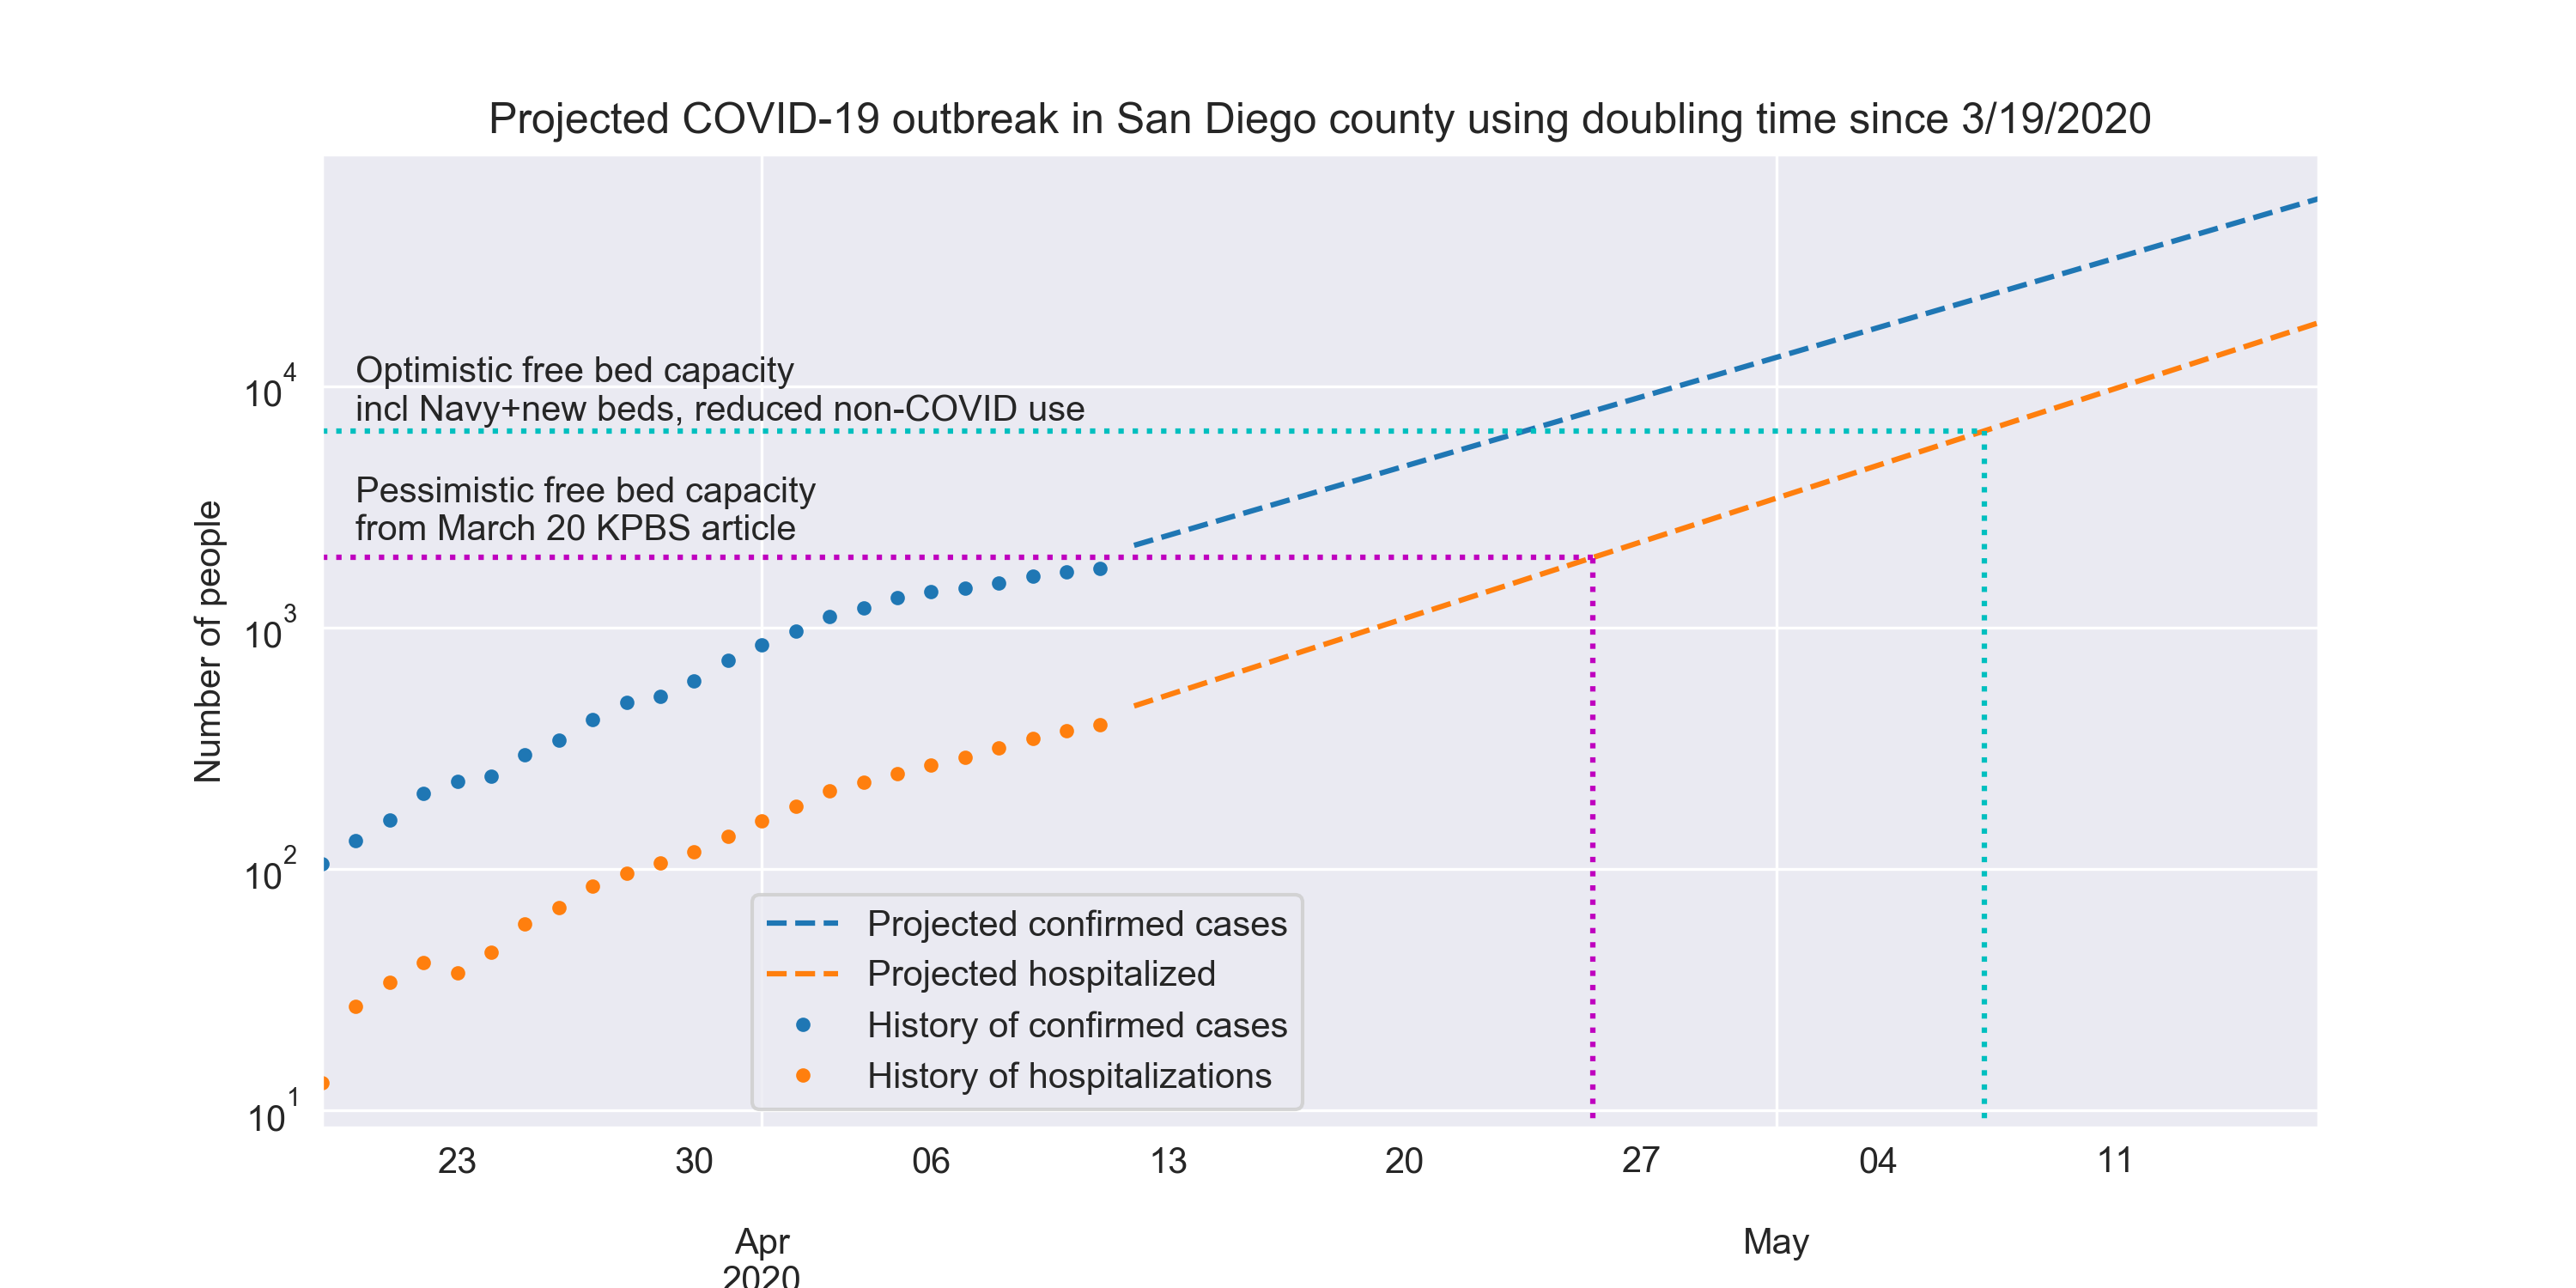 Projected COVID-19 outbreak in San Diego county using doubling time since 3/19/2020
Number of people
10^4
10^3
10^2
10^1
Optimistic free bed capacity
incl Navy+new beds, reduced non-COVID use
Pessimistic free bed capacity
from March 20 KPBS article
Projected confirmed cases
Projected hospitalized
History of confirmed cases
History of hospitalizations
23 30 06 13 20 27 04 11
Apr May
2020